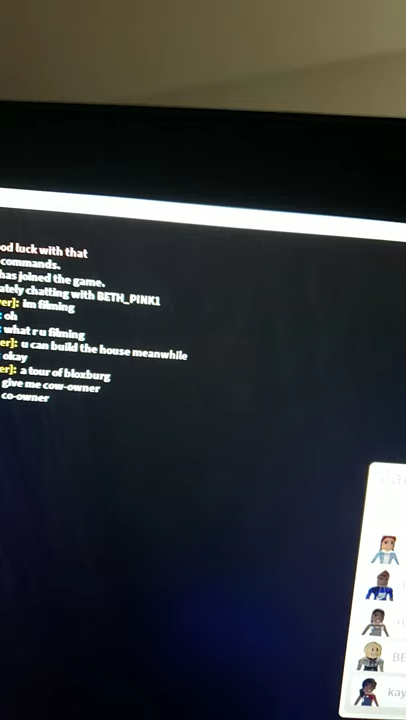 od luck with that
commands.
has joined the game.
ately chatting with BETH_PINK1
er]: im filming
: oh
: what r u filming
er]: u can build the house meanwhile
: okay
er]: a tour of bloxburg
give me cow-owner
co-owner
BE
kay